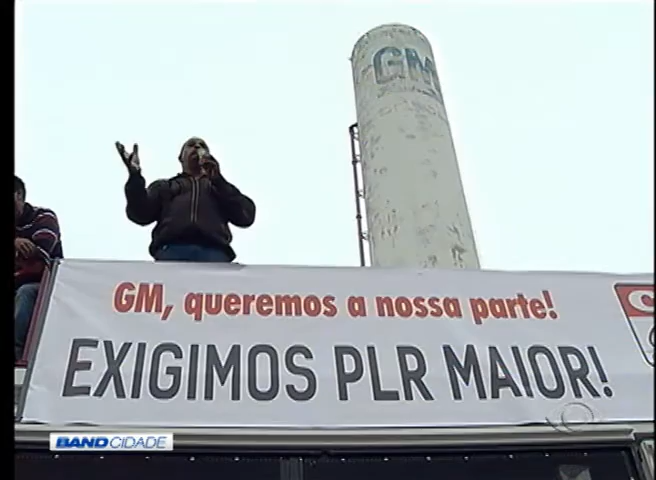 GM
GM, queremos a nossa parte!
EXIGIMOS PLR MAIOR!
BAND CIDADE